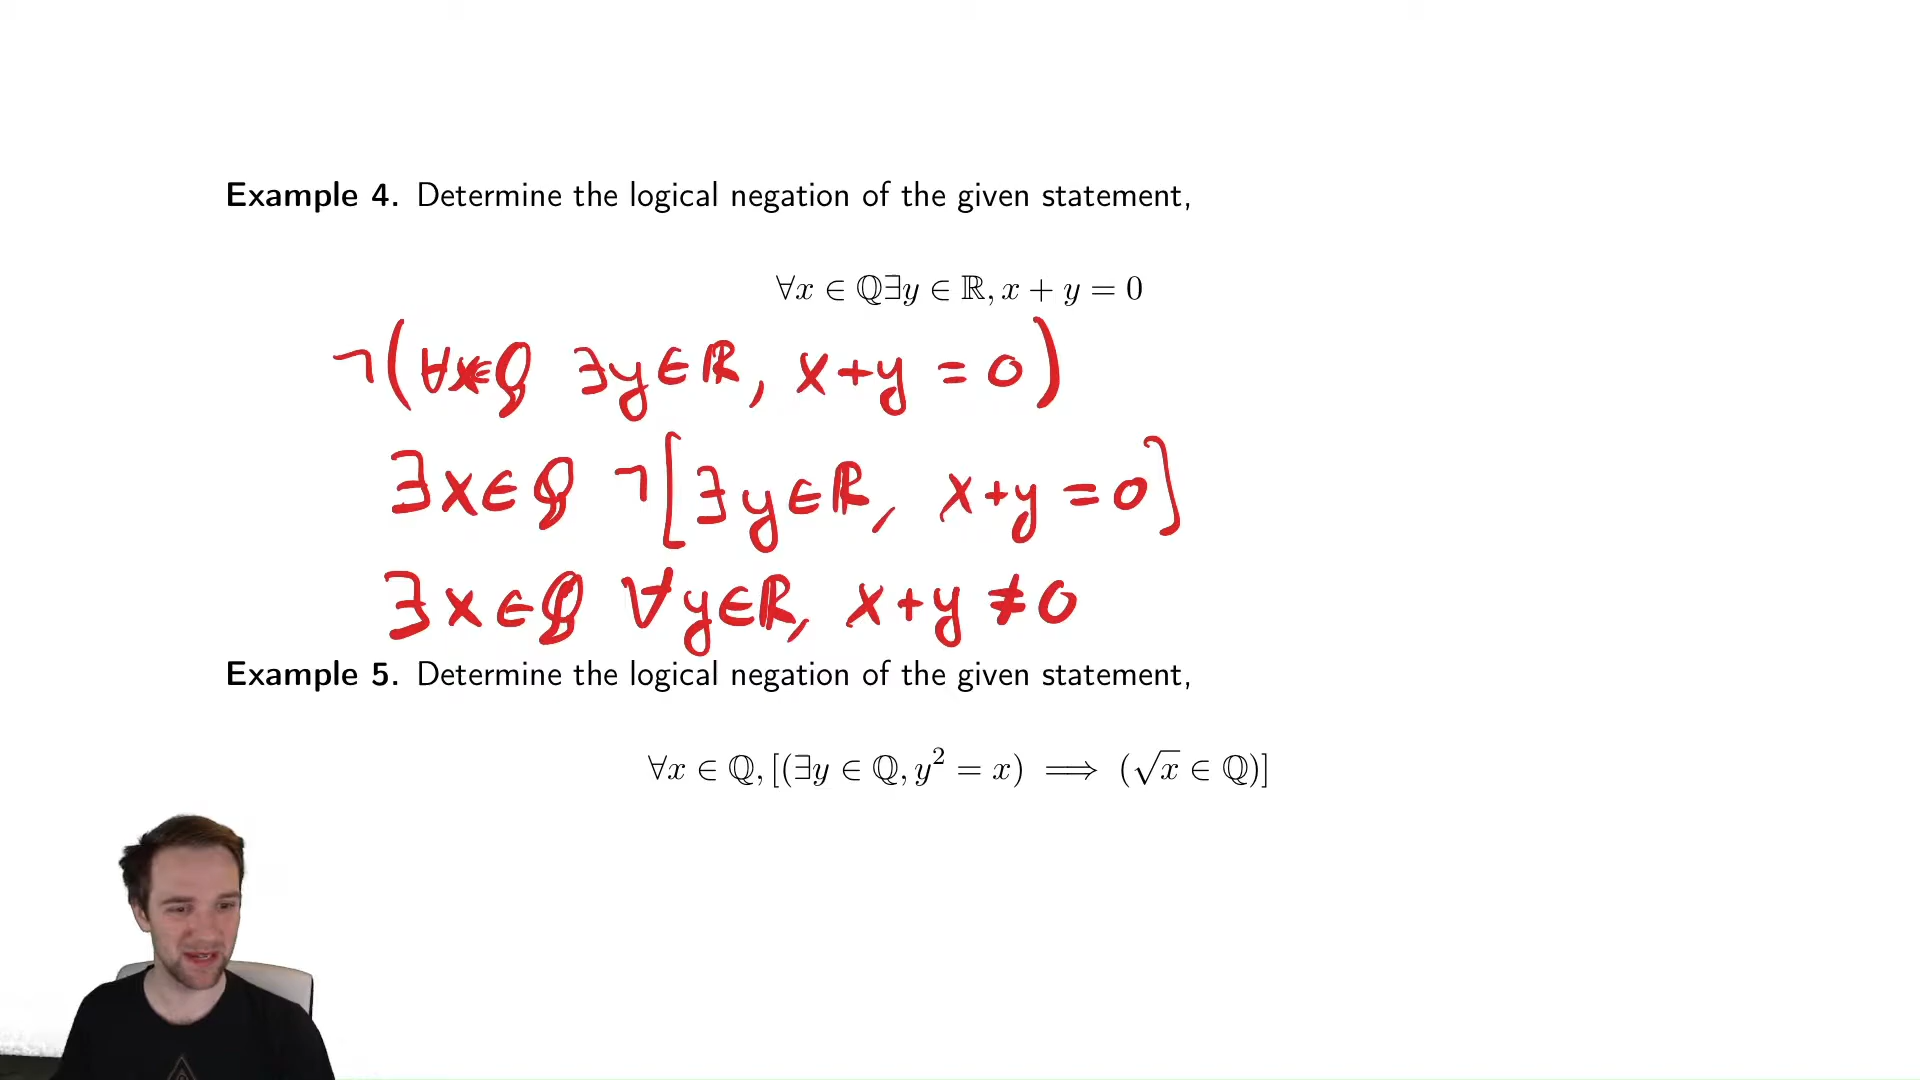 Example 4. Determine the logical negation of the given statement,
∀x ∈ ℚ∃y ∈ ℝ, x + y = 0
¬(∀x∈ℚ ∃y∈ℝ, x+y = 0)
∃x∈ℚ ¬[∃y∈ℝ, x+y = 0]
∃x∈ℚ ∀y∈ℝ, x+y ≠ 0
Example 5. Determine the logical negation of the given statement,
∀x ∈ ℚ, [(∃y ∈ ℚ, y² = x) ⟹ (√x ∈ ℚ)]